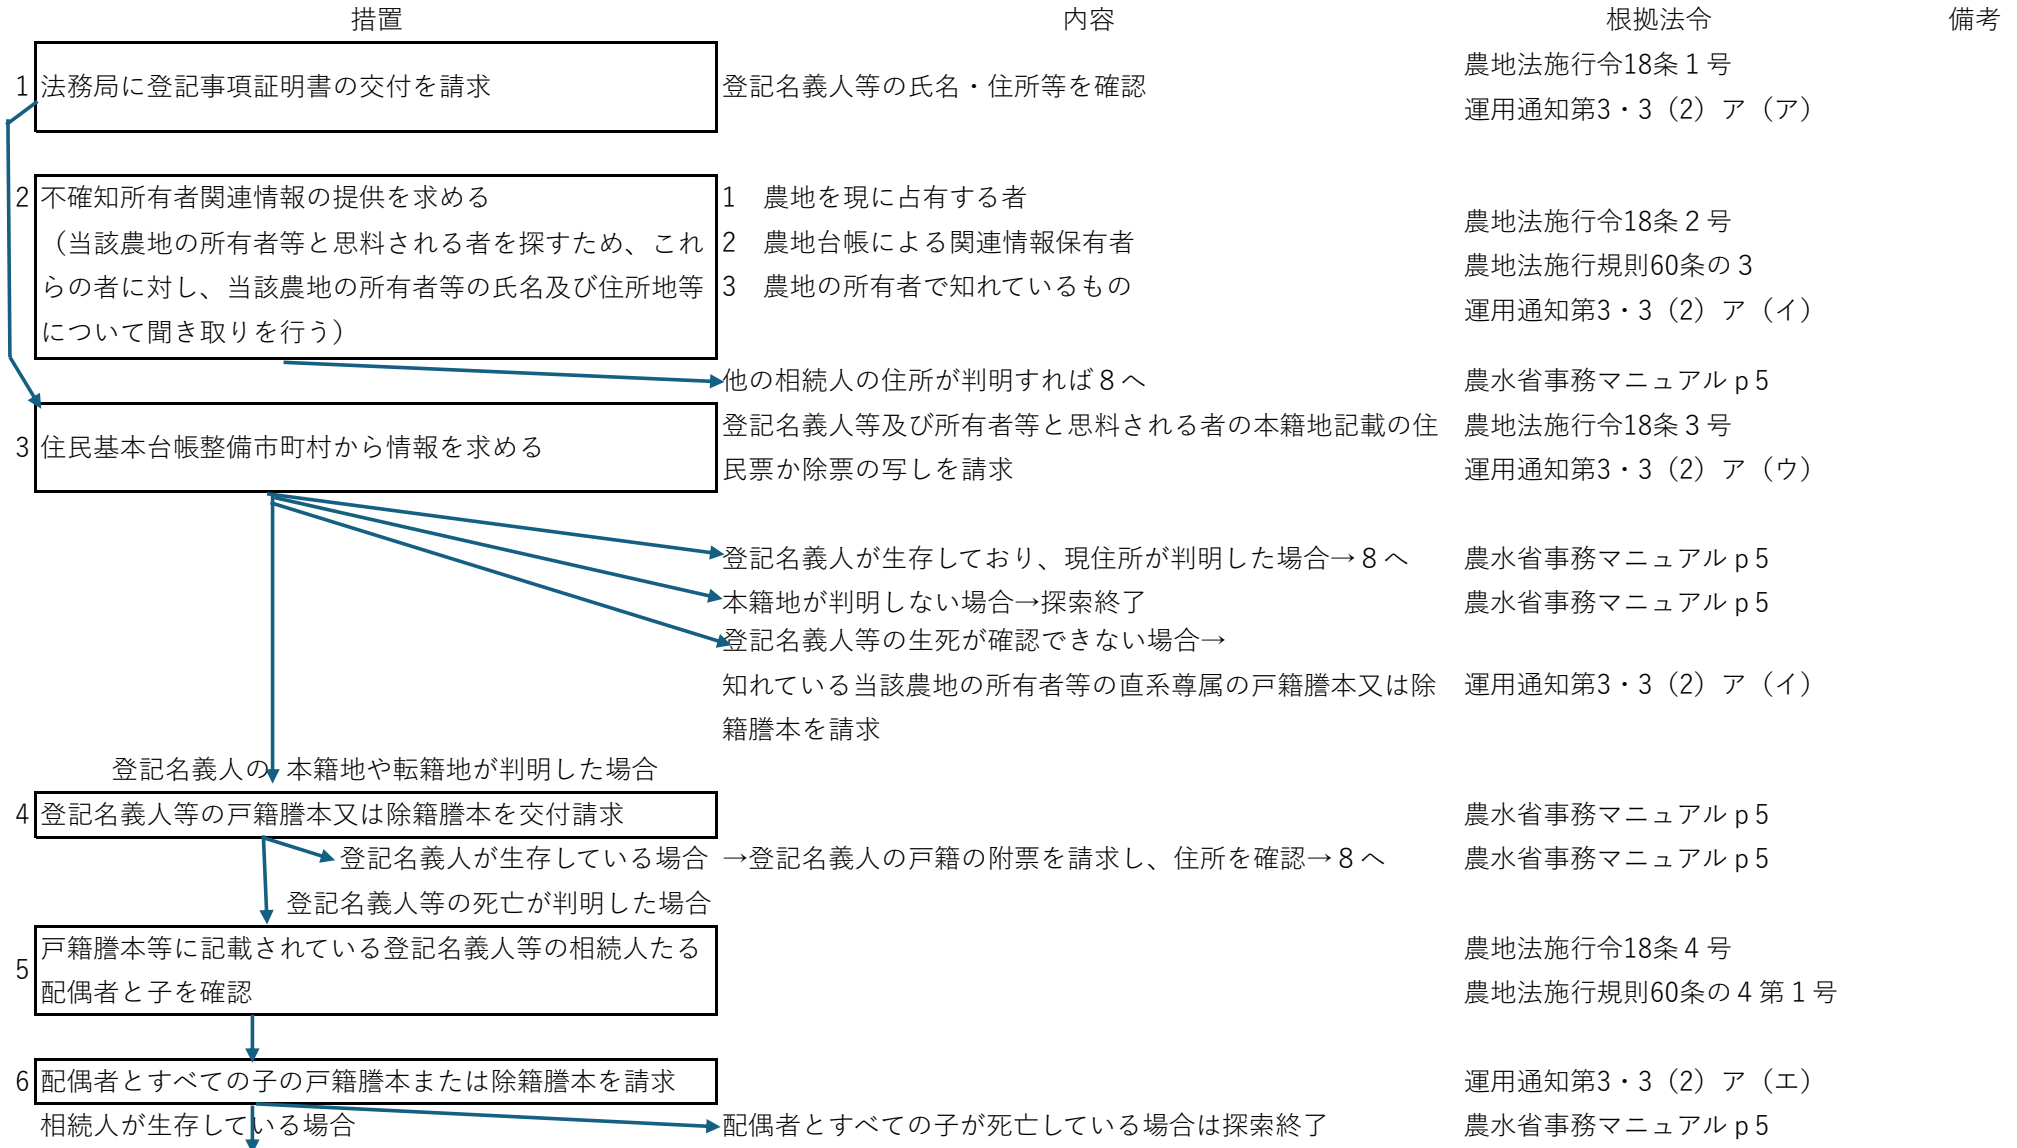 措置 内容 根拠法令 備考
農地法施行令18条１号
1 法務局に登記事項証明書の交付を請求 登記名義人等の氏名・住所等を確認
運用通知第3・3（2）ア（ア）
2 不確知所有者関連情報の提供を求める
（当該農地の所有者等と思料される者を探すため、これ
らの者に対し、当該農地の所有者等の氏名及び住所地等
について聞き取りを行う）
1　農地を現に占有する者
2　農地台帳による関連情報保有者
3　農地の所有者で知れているもの
農地法施行令18条２号
農地法施行規則60条の３
運用通知第3・3（2）ア（イ）
他の相続人の住所が判明すれば８へ 農水省事務マニュアルｐ5
3 住民基本台帳整備市町村から情報を求める
登記名義人等及び所有者等と思料される者の本籍地記載の住
民票か除票の写しを請求
農地法施行令18条３号
運用通知第3・3（2）ア（ウ）
登記名義人が生存しており、現住所が判明した場合→８へ 農水省事務マニュアルｐ5
本籍地が判明しない場合→探索終了 農水省事務マニュアルｐ5
登記名義人等の生死が確認できない場合→
知れている当該農地の所有者等の直系尊属の戸籍謄本又は除 運用通知第3・3（2）ア（イ）
籍謄本を請求
登記名義人の 本籍地や転籍地が判明した場合
4 登記名義人等の戸籍謄本又は除籍謄本を交付請求 農水省事務マニュアルｐ5
登記名義人が生存している場合 →登記名義人の戸籍の附票を請求し、住所を確認→８へ 農水省事務マニュアルｐ5
登記名義人等の死亡が判明した場合
5 戸籍謄本等に記載されている登記名義人等の相続人たる
配偶者と子を確認
農地法施行令18条４号
農地法施行規則60条の４第１号
6 配偶者とすべての子の戸籍謄本または除籍謄本を請求 運用通知第3・3（2）ア（エ）
相続人が生存している場合 配偶者とすべての子が死亡している場合は探索終了 農水省事務マニュアルｐ5